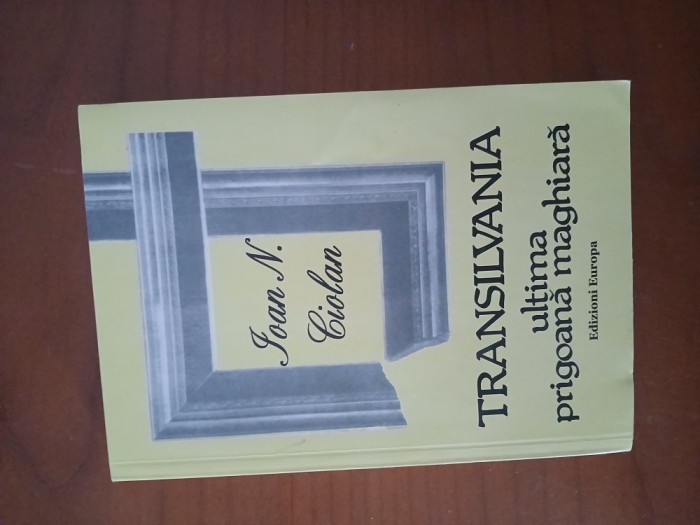 Ioan N.
Ciolan
TRANSILVANIA
ultima
prigoană maghiară
Edizioni Europa